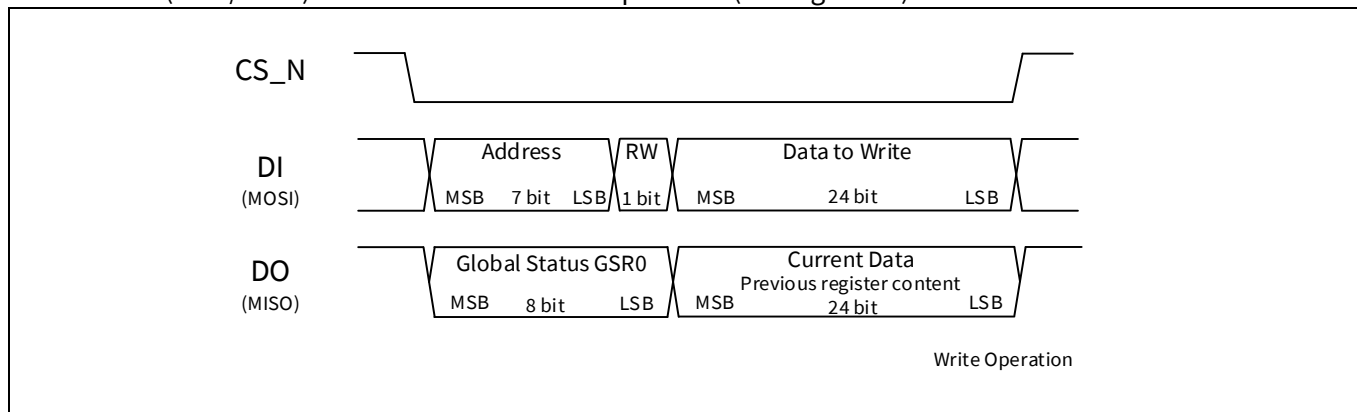 CS_N
DI
(MOSI)
Address
RW
Data to Write
MSB 7 bit LSB 1 bit MSB 24 bit LSB
DO
(MISO)
Global Status GSR0
Current Data
Previous register content
MSB 8 bit LSB MSB 24 bit LSB
Write Operation